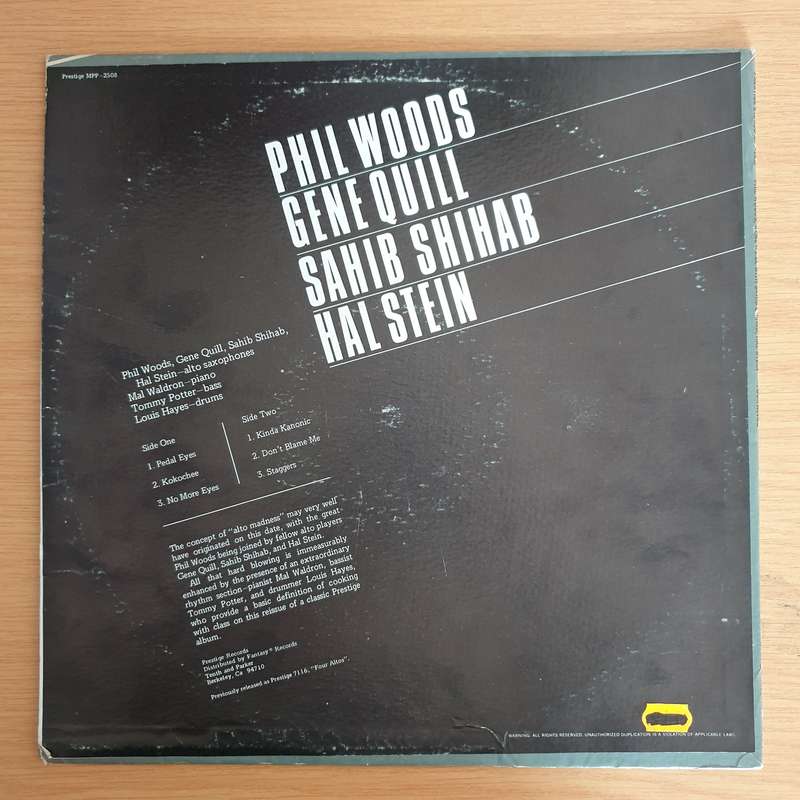 Prestige MPP-2508
PHIL WOODS
GENE QUILL
SAHIB SHIHAB
HAL STEIN
Phil Woods, Gene Quill, Sahib Shihab,
Hal Stein—alto saxophones
Mal Waldron—piano
Tommy Potter—bass
Louis Hayes—drums
Side One
1. Pedal Eyes
2. Kokochee
3. No More Eyes
Side Two
1. Kinda Kanonic
2. Don't Blame Me
3. Staggers
The concept of "alto madness" may very well
have originated on this date, with the great
Phil Woods being joined by fellow alto players
Gene Quill, Sahib Shihab, and Hal Stein.
All that hard blowing is immeasurably
enhanced by the presence of an extraordinary
rhythm section—pianist Mal Waldron, bassist
Tommy Potter, and drummer Louis Hayes,
who provide a basic definition of cooking
with class on this reissue of a classic Prestige
album.
Prestige Records
Distributed by Fantasy® Records
Tenth and Parker
Berkeley, Ca 94710
Previously released as Prestige 7116, "Four Altos".
WARNING: ALL RIGHTS RESERVED. UNAUTHORIZED DUPLICATION IS A VIOLATION OF APPLICABLE LAWS.